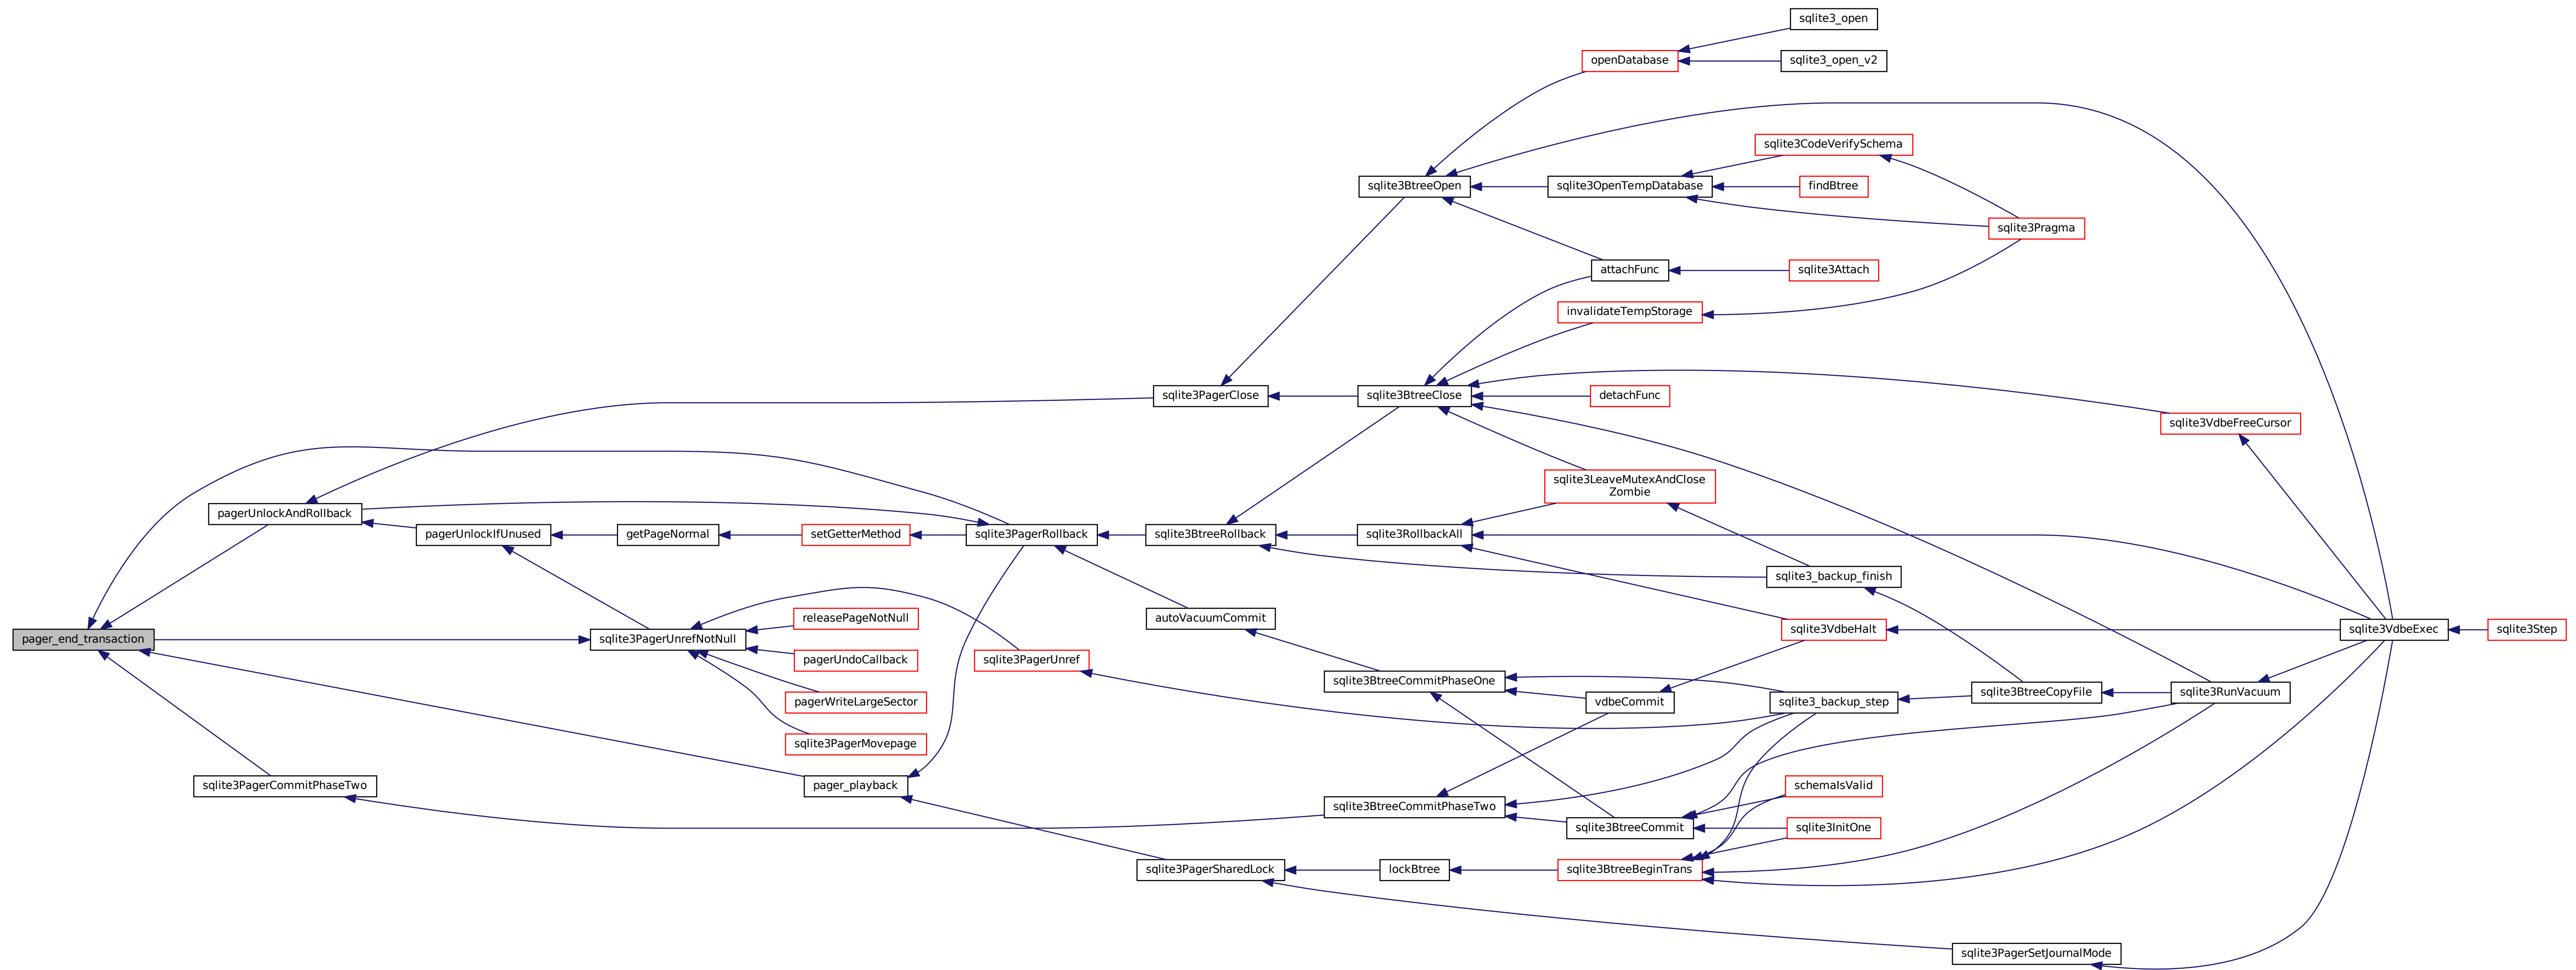 sqlite3_open
openDatabase
sqlite3_open_v2
sqlite3CodeVerifySchema
sqlite3BtreeOpen
sqlite3OpenTempDatabase
findBtree
sqlite3Pragma
attachFunc
sqlite3Attach
invalidateTempStorage
sqlite3PagerClose
sqlite3BtreeClose
detachFunc
sqlite3VdbeFreeCursor
sqlite3LeaveMutexAndClose
Zombie
pagerUnlockAndRollback
pagerUnlockIfUnused
getPageNormal
setGetterMethod
sqlite3PagerRollback
sqlite3BtreeRollback
sqlite3RollbackAll
sqlite3_backup_finish
releasePageNotNull
autoVacuumCommit
sqlite3VdbeHalt
sqlite3VdbeExec
sqlite3Step
pager_end_transaction
sqlite3PagerUnrefNotNull
pagerUndoCallback
sqlite3PagerUnref
sqlite3BtreeCommitPhaseOne
pagerWriteLargeSector
vdbeCommit
sqlite3_backup_step
sqlite3BtreeCopyFile
sqlite3RunVacuum
sqlite3PagerMovepage
sqlite3PagerCommitPhaseTwo
pager_playback
schemaIsValid
sqlite3BtreeCommitPhaseTwo
sqlite3BtreeCommit
sqlite3InitOne
sqlite3PagerSharedLock
lockBtree
sqlite3BtreeBeginTrans
sqlite3PagerSetJournalMode